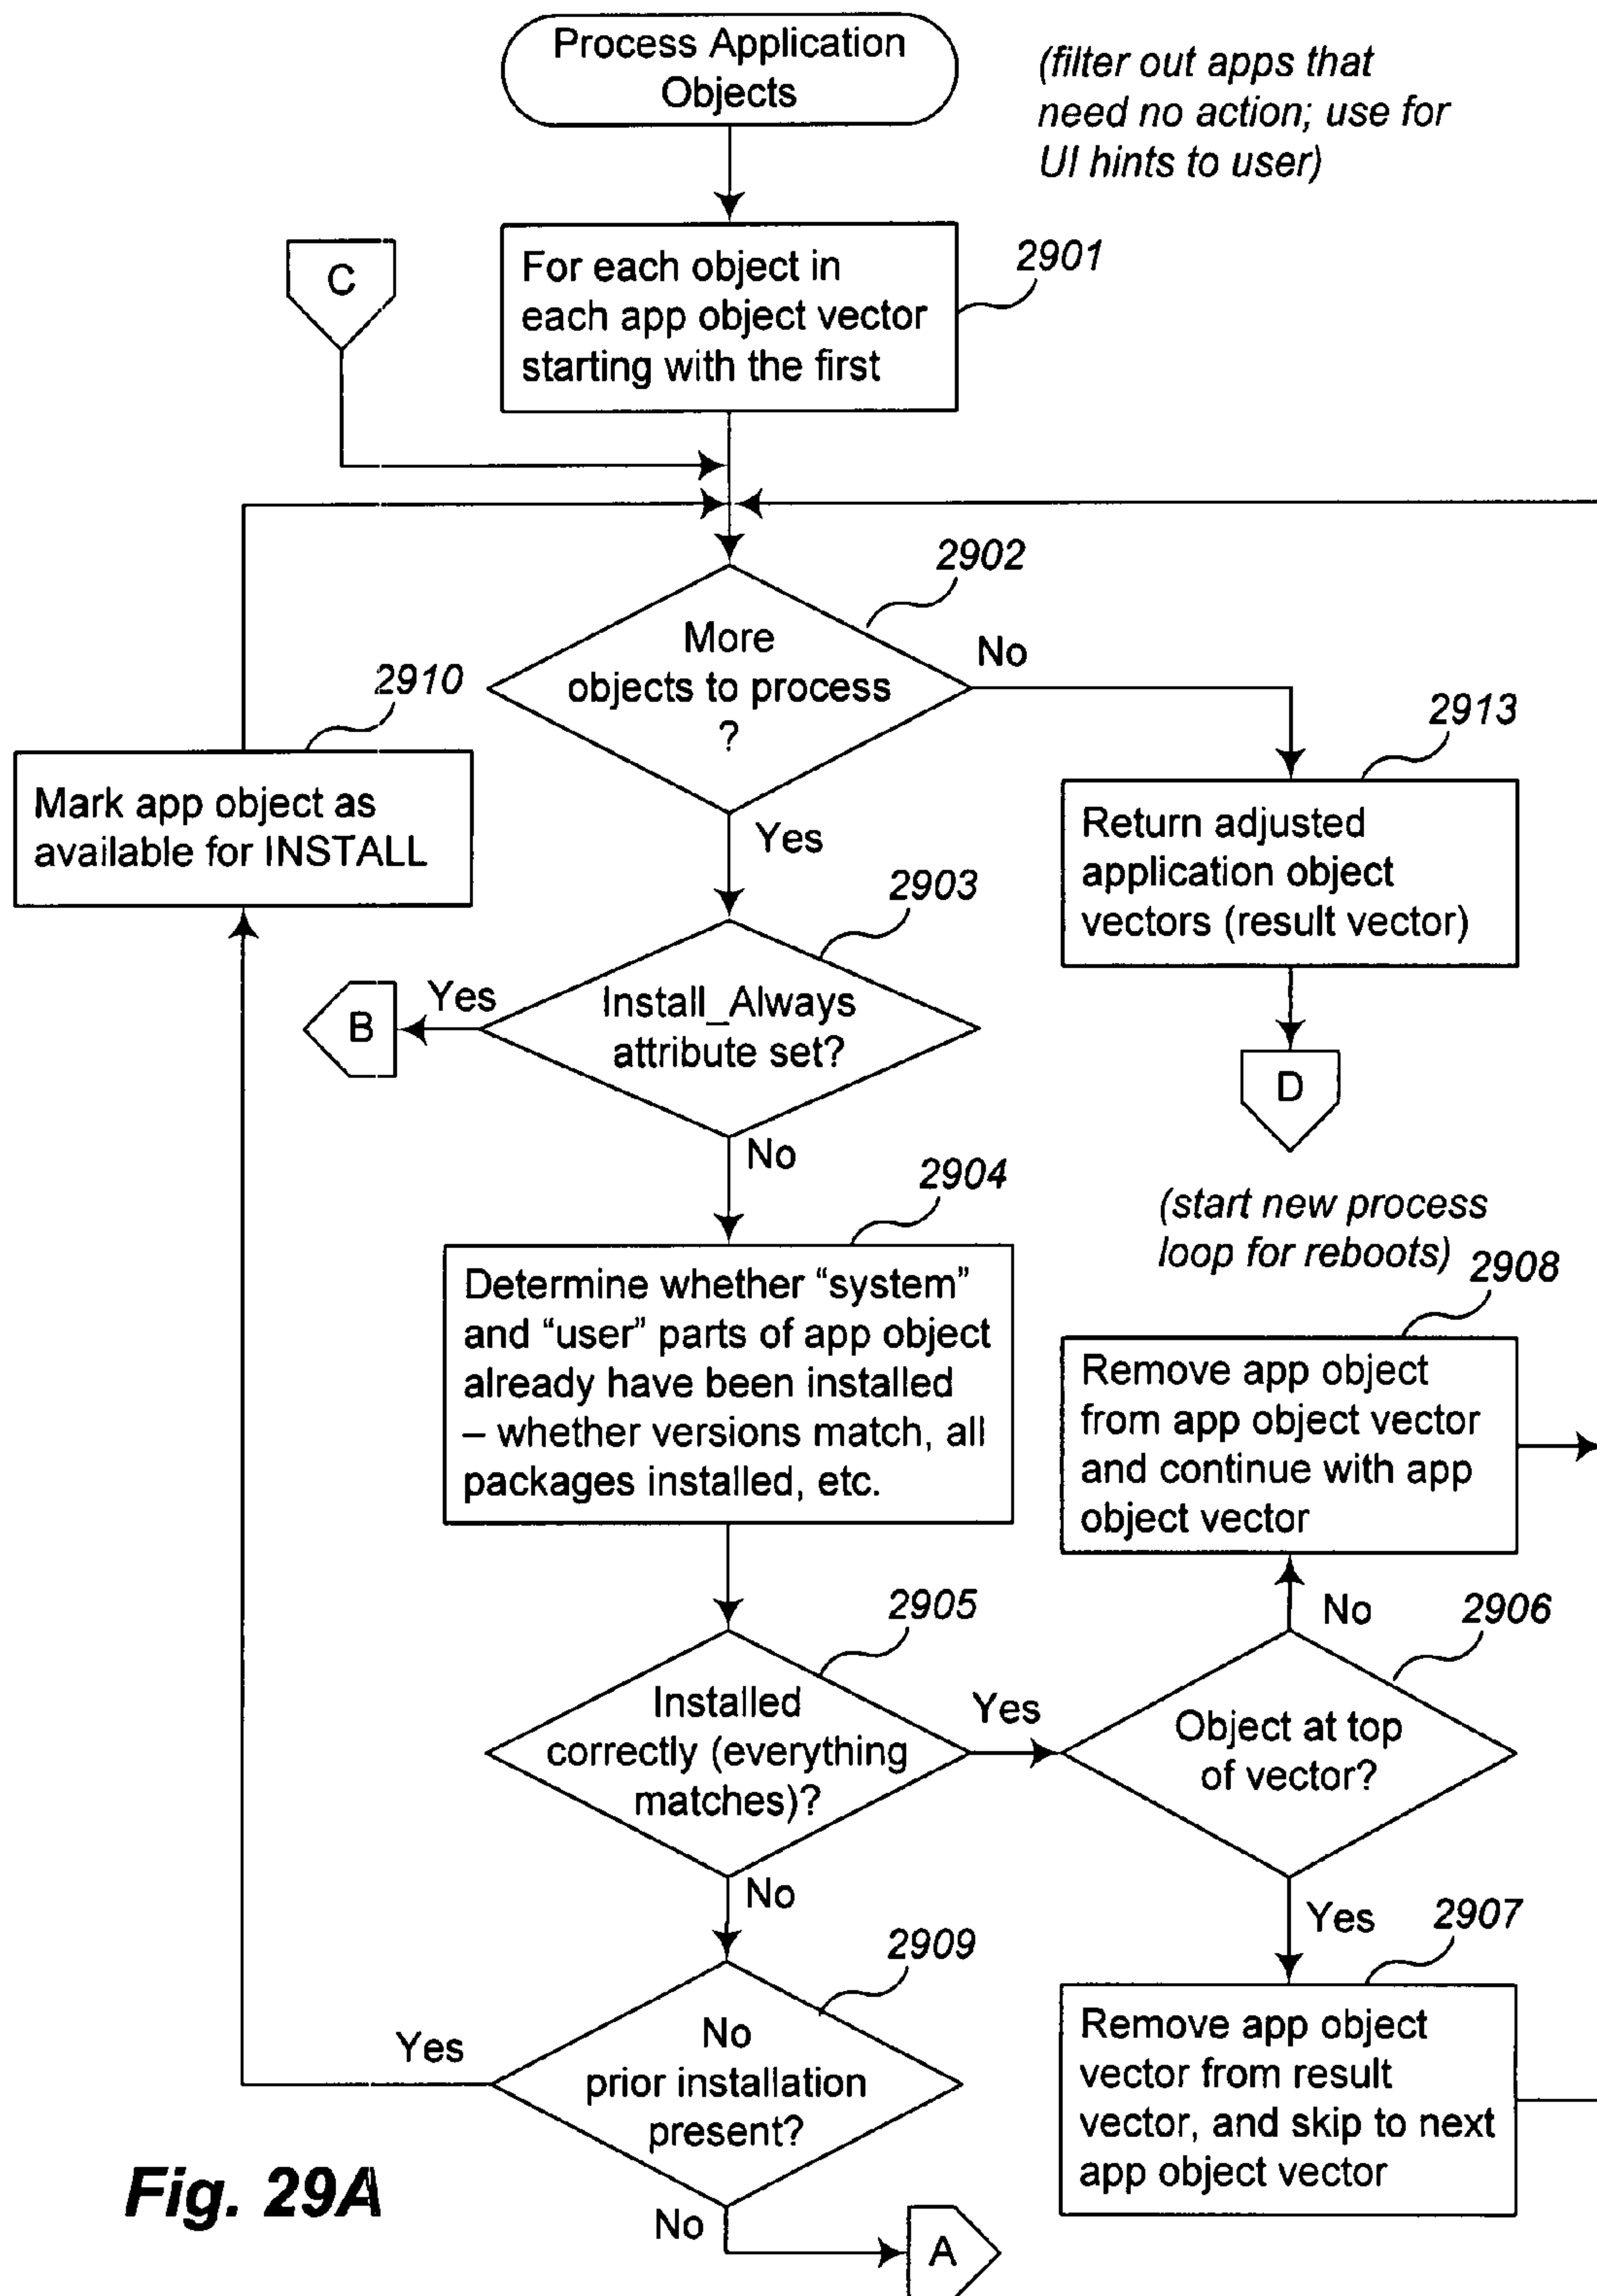 Process Application
Objects
(filter out apps that
need no action; use for
UI hints to user)
C
For each object in
each app object vector
starting with the first
2901
2902
More
objects to process
?
No
Yes
2910
Mark app object as
available for INSTALL
2913
Return adjusted
application object
vectors (result vector)
2903
Install_Always
attribute set?
Yes
B
No
D
(start new process
loop for reboots)
2904
Determine whether “system”
and “user” parts of app object
already have been installed
– whether versions match, all
packages installed, etc.
2908
Remove app object
from app object vector
and continue with app
object vector
2905
Installed
correctly (everything
matches)?
Yes
No
No
2906
Object at top
of vector?
Yes
2907
Remove app object
vector from result
vector, and skip to next
app object vector
2909
No
prior installation
present?
Yes
No
A
Fig. 29A